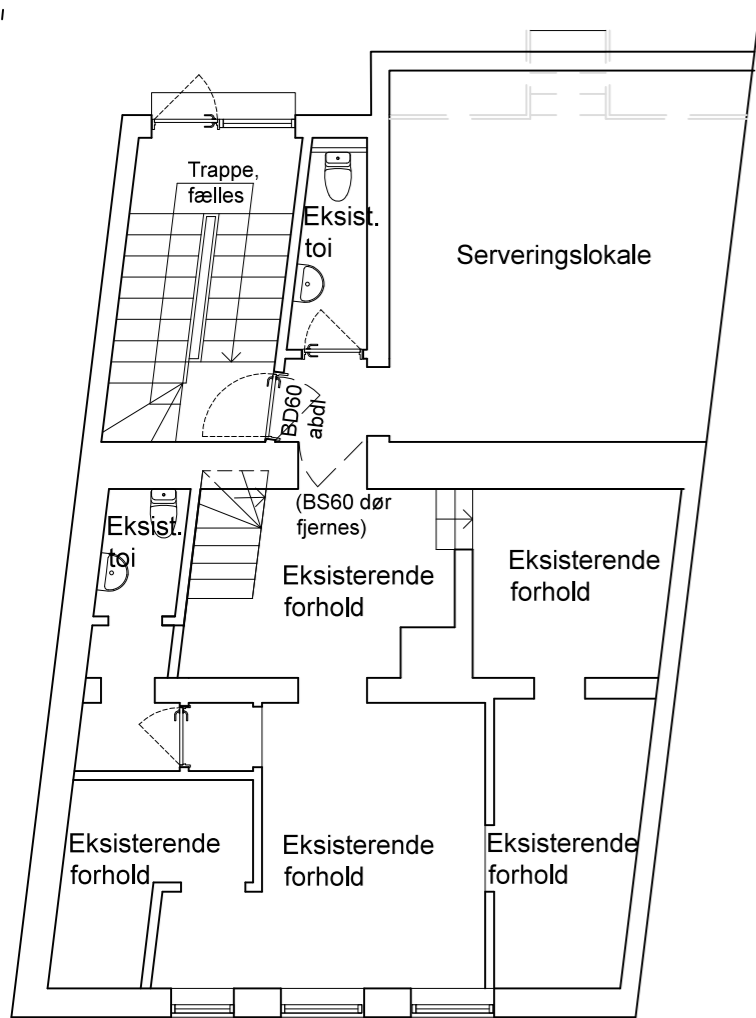 Trappe,
fælles
Eksist.
toi
Serveringslokale
BD60
abdl
(BS60 dør
fjernes)
Eksist.
toi
Eksisterende
forhold
Eksisterende
forhold
Eksisterende
forhold
Eksisterende
forhold
Eksisterende
forhold